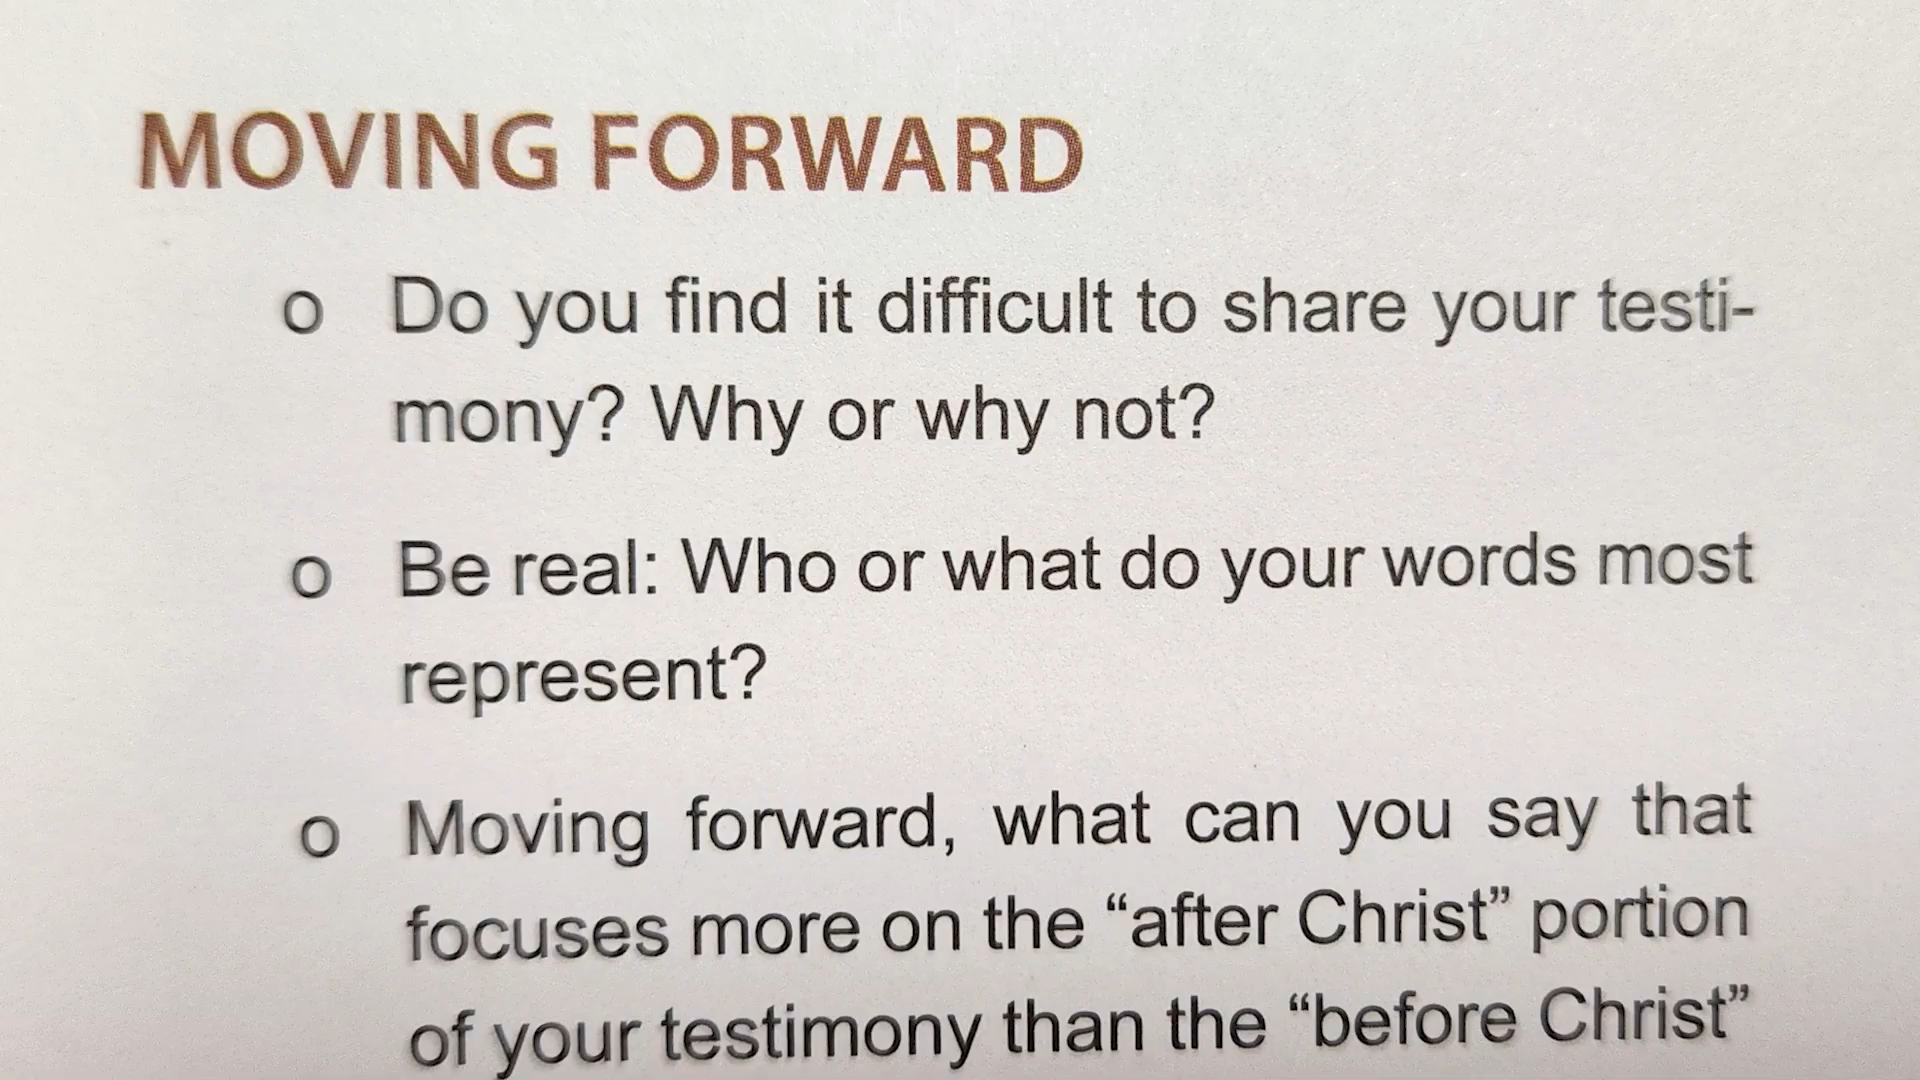 MOVING FORWARD
o Do you find it difficult to share your testi-
mony? Why or why not?
o Be real: Who or what do your words most
represent?
o Moving forward, what can you say that
focuses more on the “after Christ” portion
of your testimony than the “before Christ”